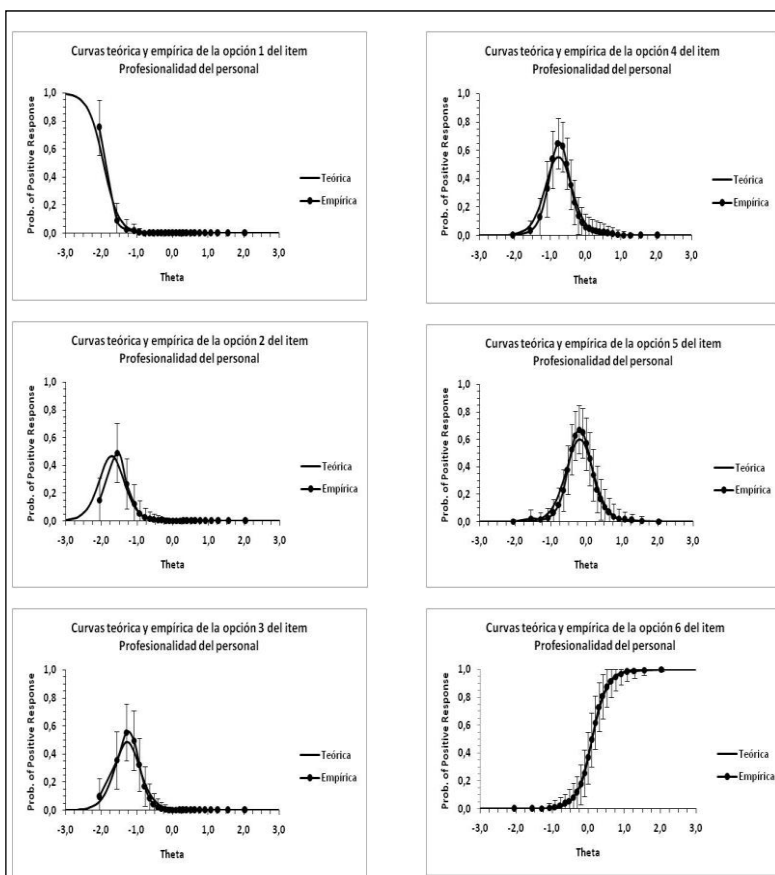 Curvas teórica y empírica de la opción 1 del item
Profesionalidad del personal
Prob. of Positive Response
1,0
0,8
0,6
0,4
0,2
0,0
-3,0 -2,0 -1,0 0,0 1,0 2,0 3,0
Theta
Teórica
Empírica
Curvas teórica y empírica de la opción 4 del item
Profesionalidad del personal
Prob. of Positive Response
1,0
0,8
0,6
0,4
0,2
0,0
-3,0 -2,0 -1,0 0,0 1,0 2,0 3,0
Theta
Teórica
Empírica
Curvas teórica y empírica de la opción 2 del item
Profesionalidad del personal
Prob. of Positive Response
1,0
0,8
0,6
0,4
0,2
0,0
-3,0 -2,0 -1,0 0,0 1,0 2,0 3,0
Theta
Teórica
Empírica
Curvas teórica y empírica de la opción 5 del item
Profesionalidad del personal
Prob. of Positive Response
1,0
0,8
0,6
0,4
0,2
0,0
-3,0 -2,0 -1,0 0,0 1,0 2,0 3,0
Theta
Teórica
Empírica
Curvas teórica y empírica de la opción 3 del item
Profesionalidad del personal
Prob. of Positive Response
1,0
0,8
0,6
0,4
0,2
0,0
-3,0 -2,0 -1,0 0,0 1,0 2,0 3,0
Theta
Teórica
Empírica
Curvas teórica y empírica de la opción 6 del item
Profesionalidad del personal
Prob. of Positive Response
1,0
0,8
0,6
0,4
0,2
0,0
-3,0 -2,0 -1,0 0,0 1,0 2,0 3,0
Theta
Teórica
Empírica